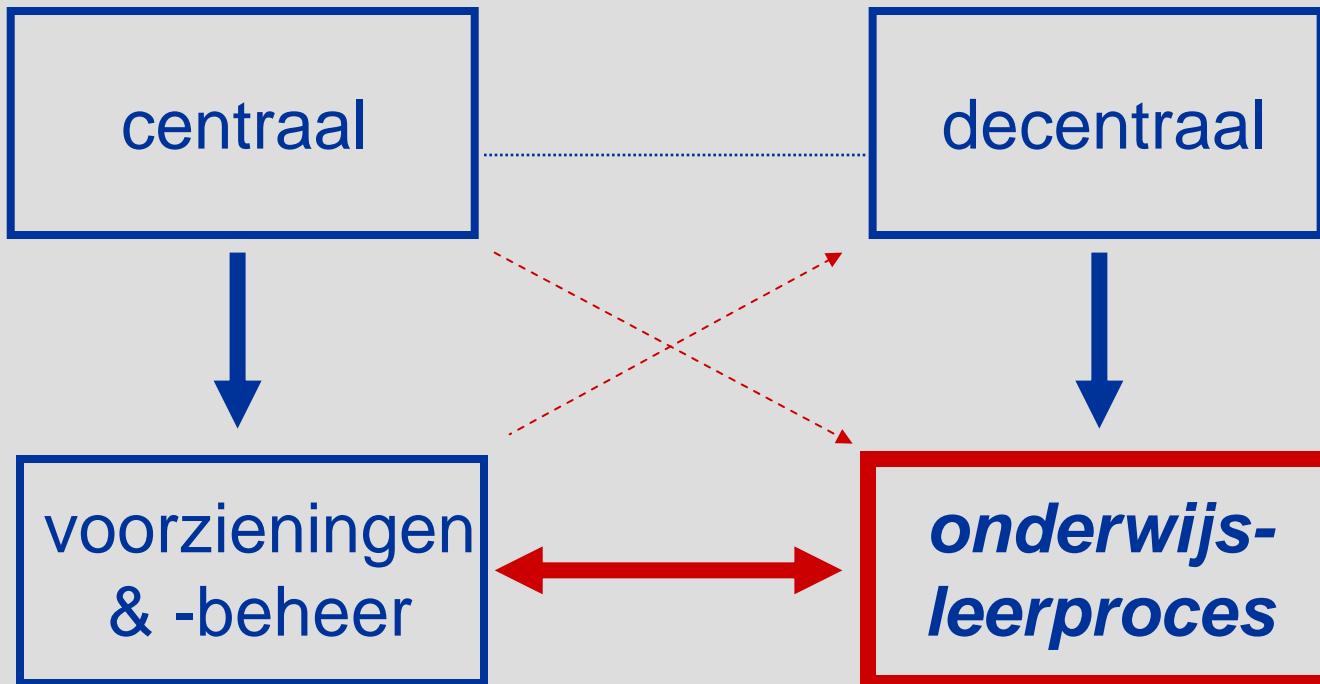 centraal
decentraal
voorzieningen
& -beheer
onderwijs-
leerproces